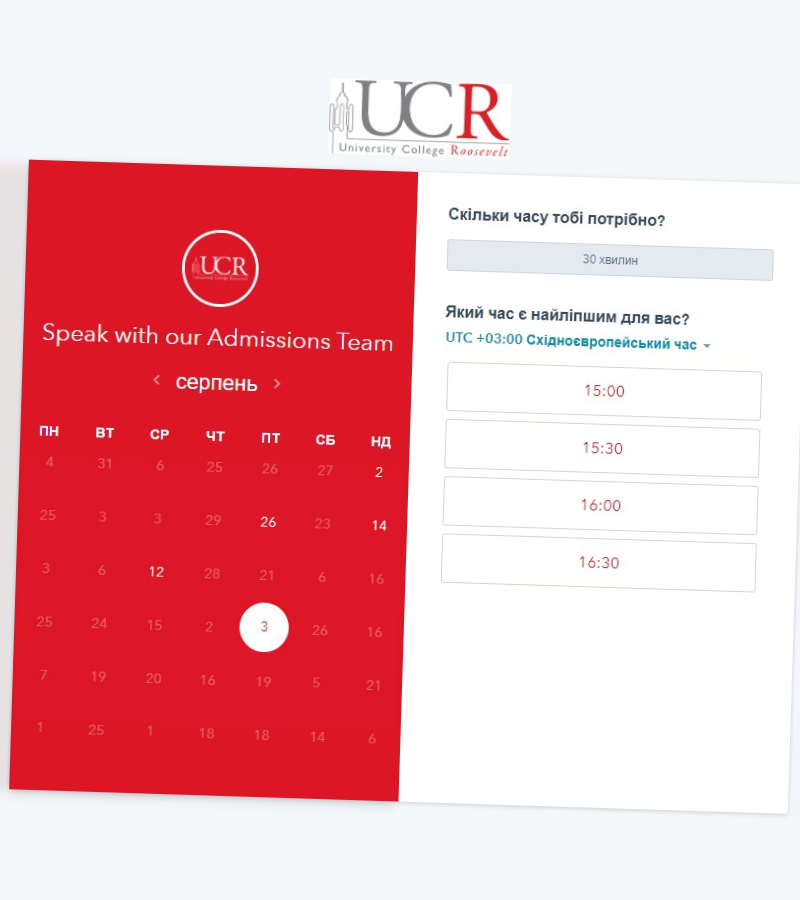 UCR
University College Roosevelt
UCR
Speak with our Admissions Team
серпень
ПН ВТ СР ЧТ ПТ СБ НД
4 31 6 25 26 27 2
25 3 3 29 26 23 14
3 6 12 28 21 6 16
25 24 15 2 3 26 16
7 19 20 16 19 5 21
1 25 1 18 18 14 6
Скільки часу тобі потрібно?
30 хвилин
Який час є найліпшим для вас?
UTC +03:00 Східноєвропейський час
15:00
15:30
16:00
16:30